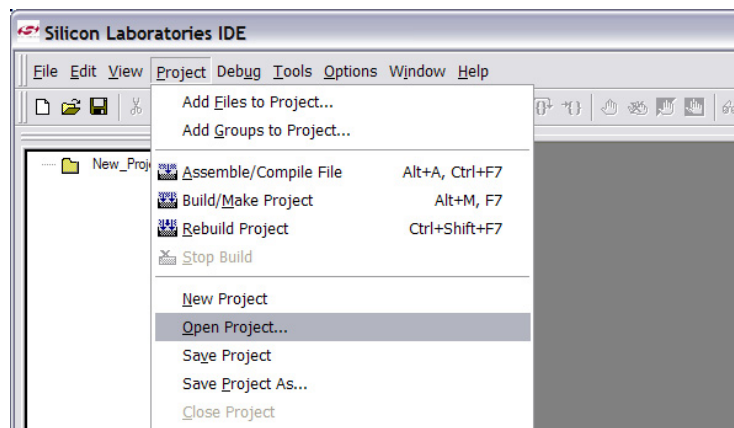 Silicon Laboratories IDE
File Edit View Project Debug Tools Options Window Help
Add Files to Project...
Add Groups to Project...
New_Proj
Assemble/Compile File Alt+A, Ctrl+F7
Build/Make Project Alt+M, F7
Rebuild Project Ctrl+Shift+F7
Stop Build
New Project
Open Project...
Save Project
Save Project As...
Close Project